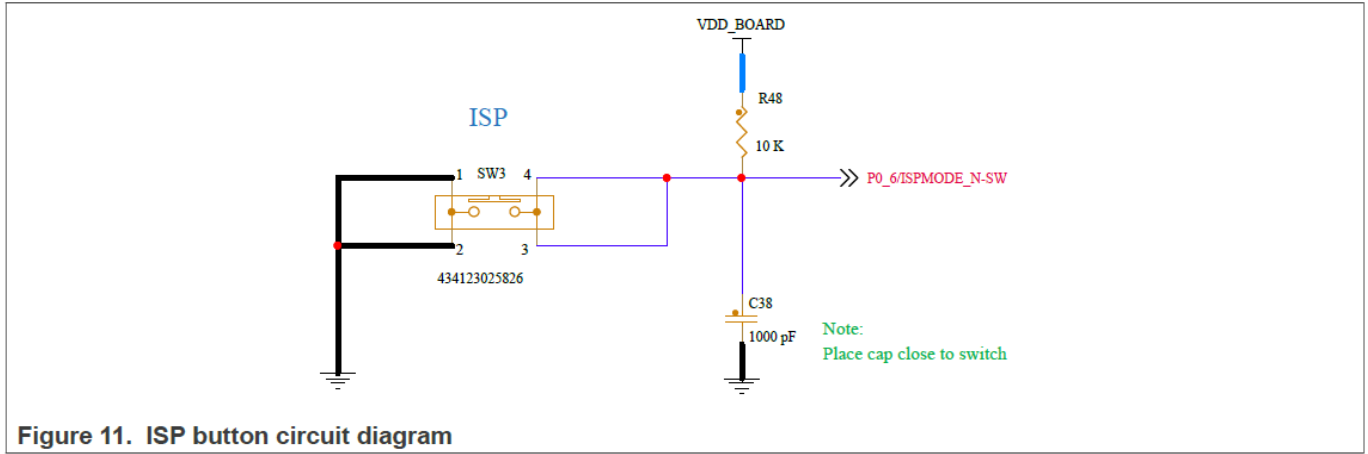 VDD_BOARD
R48
10 K
ISP
1 SW3 4
P0_6/ISPMODE_N-SW
2 3
434123025826
C38
1000 pF
Note:
Place cap close to switch
Figure 11. ISP button circuit diagram